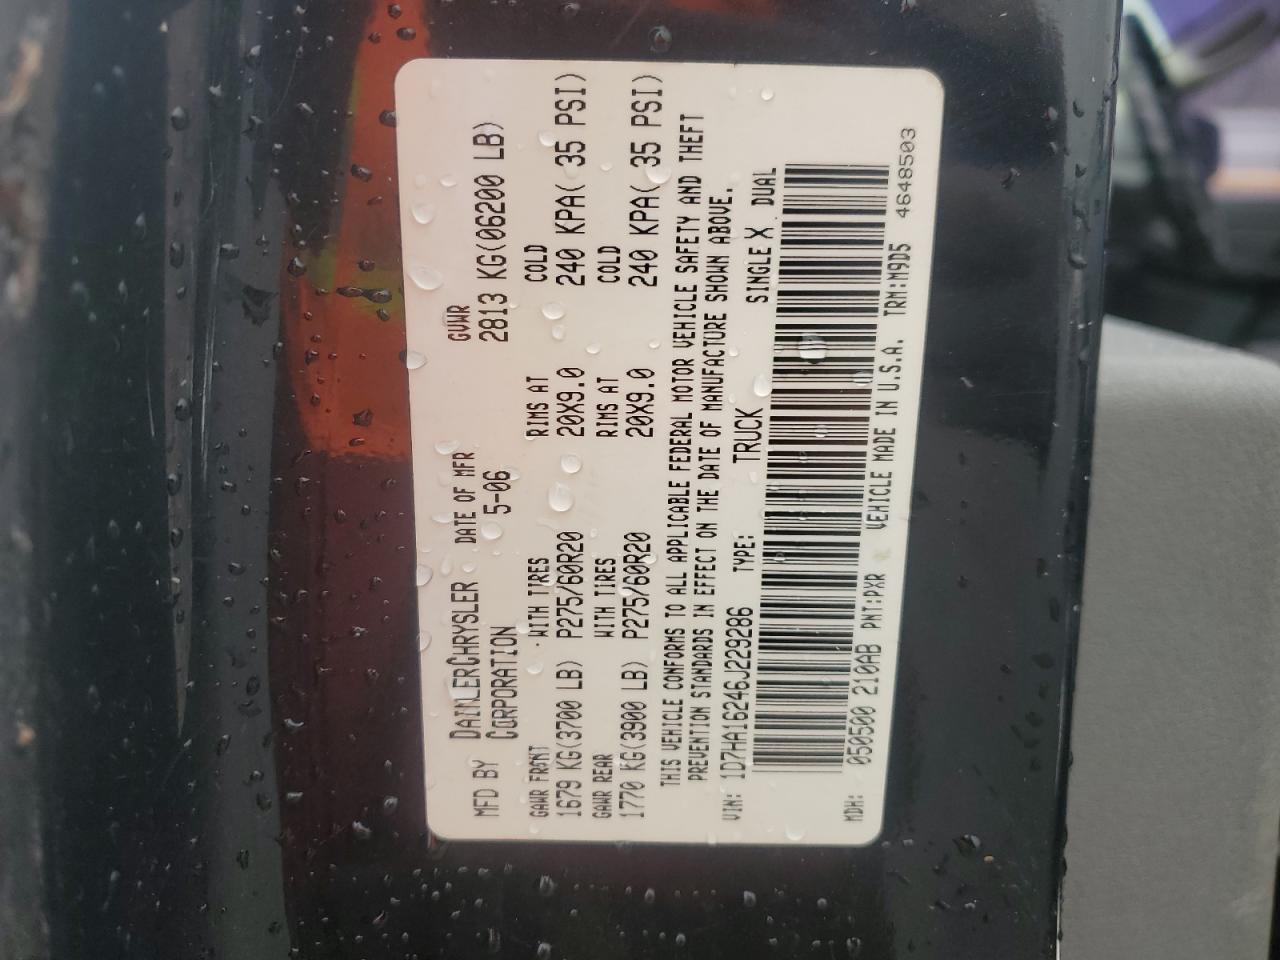 MFD BY DAIMLERCHRYSLER CORPORATION DATE OF MFR 5-06 GVWR 2813 KG(06200 LB)
GAWR FRONT WITH TIRES RIMS AT COLD
1679 KG(3700 LB) P275/60R20 20X9.0 240 KPA( 35 PSI)
GAWR REAR WITH TIRES RIMS AT COLD
1770 KG(3900 LB) P275/60R20 20X9.0 240 KPA( 35 PSI)
THIS VEHICLE CONFORMS TO ALL APPLICABLE FEDERAL MOTOR VEHICLE SAFETY AND THEFT
PREVENTION STANDARDS IN EFFECT ON THE DATE OF MANUFACTURE SHOWN ABOVE.
VIN: 1D7HA16246J229286 TYPE: TRUCK SINGLE X DUAL
MDH: 050500 210AB PNT:PXR VEHICLE MADE IN U.S.A. TRM:M9D5 4648503